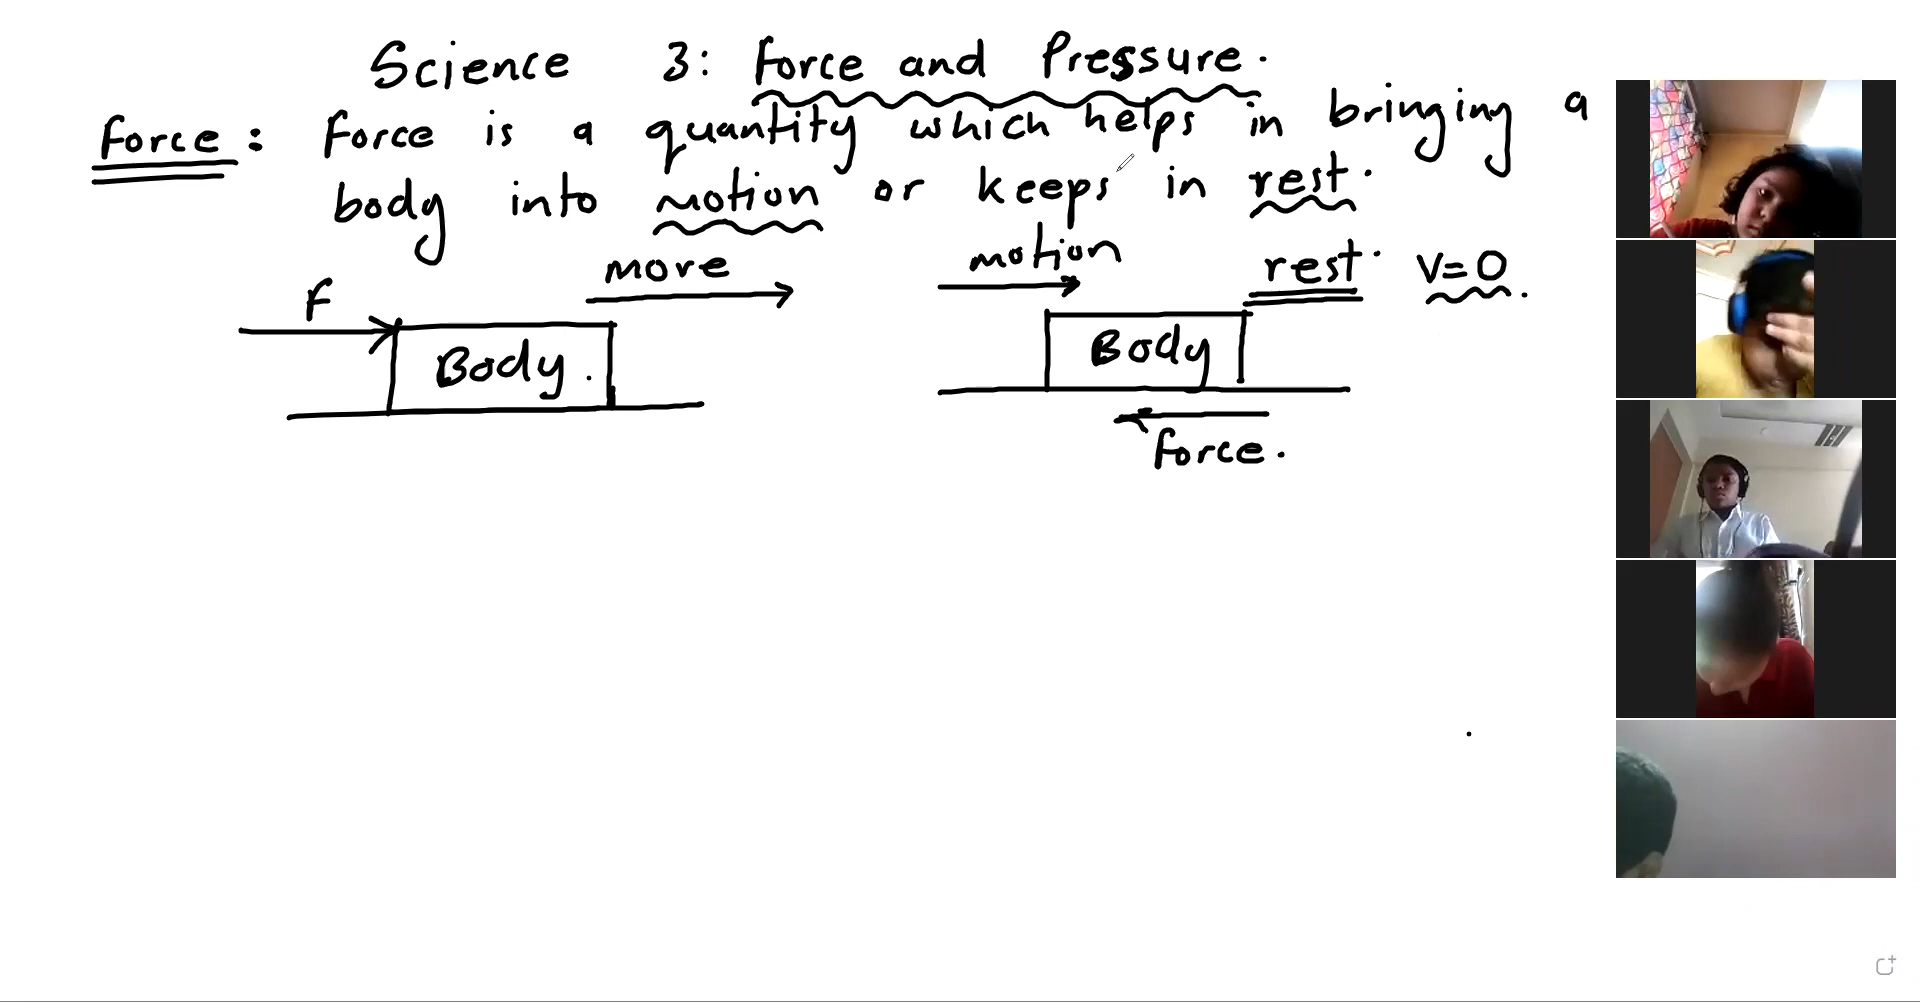 Science 3: Force and Pressure.
Force: Force is a quantity which helps in bringing a
body into motion or keeps in rest.
F move motion rest. V=0.
Body. Body
force.